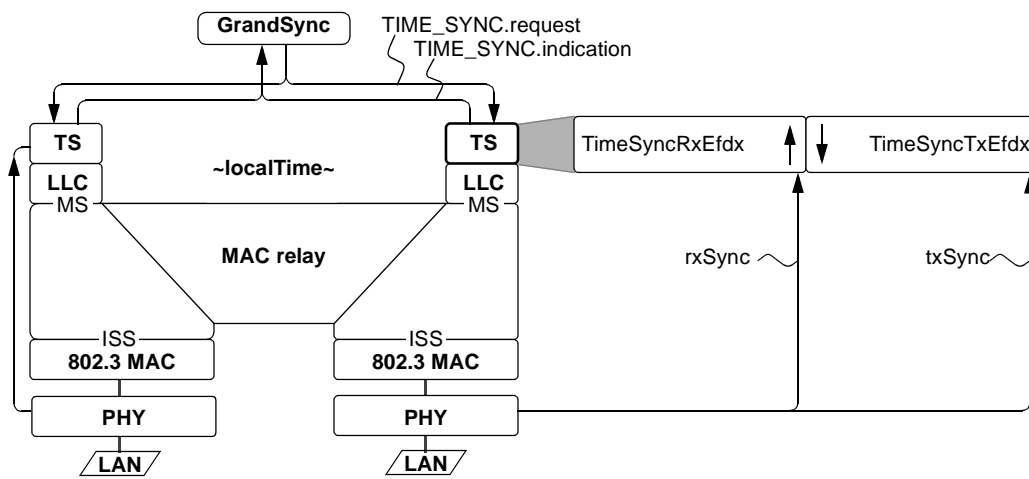 GrandSync
TIME_SYNC.request
TIME_SYNC.indication
TS
TS
TimeSyncRxEfdx
TimeSyncTxEfdx
~localTime~
LLC
LLC
MS
MS
MAC relay
rxSync
txSync
ISS
ISS
802.3 MAC
802.3 MAC
PHY
PHY
LAN
LAN